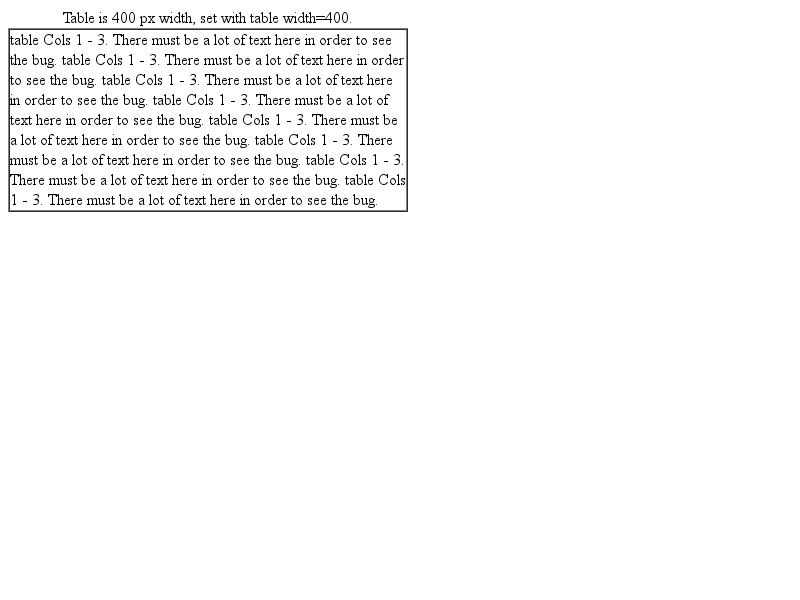 Table is 400 px width, set with table width=400.
table Cols 1 - 3. There must be a lot of text here in order to see
the bug. table Cols 1 - 3. There must be a lot of text here in order
to see the bug. table Cols 1 - 3. There must be a lot of text here
in order to see the bug. table Cols 1 - 3. There must be a lot of
text here in order to see the bug. table Cols 1 - 3. There must be
a lot of text here in order to see the bug. table Cols 1 - 3. There
must be a lot of text here in order to see the bug. table Cols 1 - 3.
There must be a lot of text here in order to see the bug. table Cols
1 - 3. There must be a lot of text here in order to see the bug.